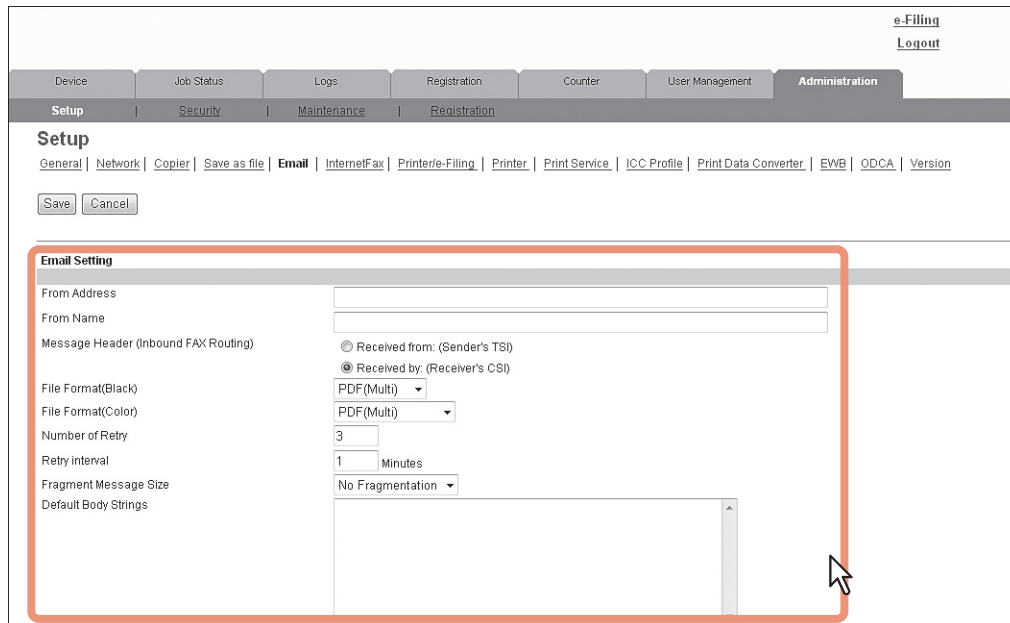 e-Filing
Logout
Device Job Status Logs Registration Counter User Management Administration
Setup | Security | Maintenance | Registration
Setup
General | Network | Copier | Save as file | Email | InternetFax | Printer/e-Filing | Printer | Print Service | ICC Profile | Print Data Converter | EWB | ODCA | Version
Save Cancel
Email Setting
From Address
From Name
Message Header (Inbound FAX Routing) Received from: (Sender's TSI)
Received by: (Receiver's CSI)
File Format(Black) PDF(Multi)
File Format(Color) PDF(Multi)
Number of Retry 3
Retry interval 1 Minutes
Fragment Message Size No Fragmentation
Default Body Strings